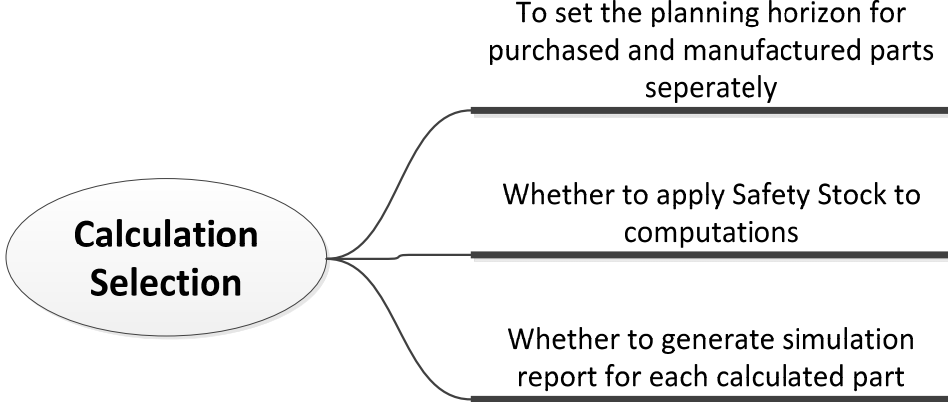 To set the planning horizon for
purchased and manufactured parts
seperately
Calculation
Selection
Whether to apply Safety Stock to
computations
Whether to generate simulation
report for each calculated part